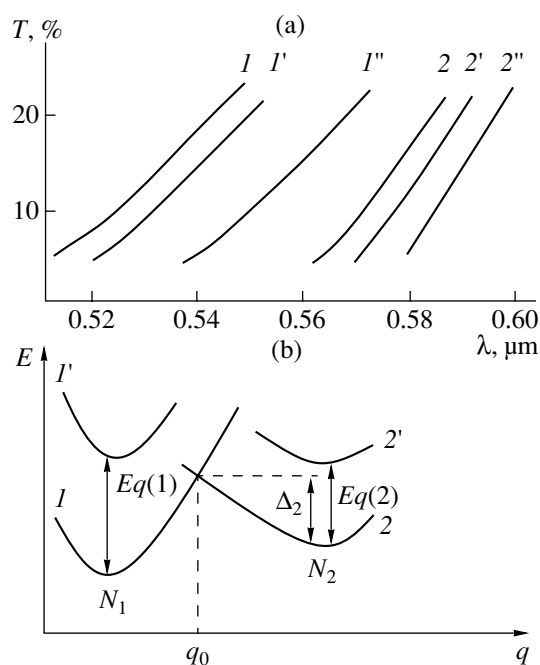 T, %
(a)
1
1'
1"
2
2'
2"
20
10
0.52
0.54
0.56
0.58
0.60
λ, µm
(b)
E
1'
2'
1
Eq(1)
Δ₂
Eq(2)
2
N₁
N₂
q₀
q